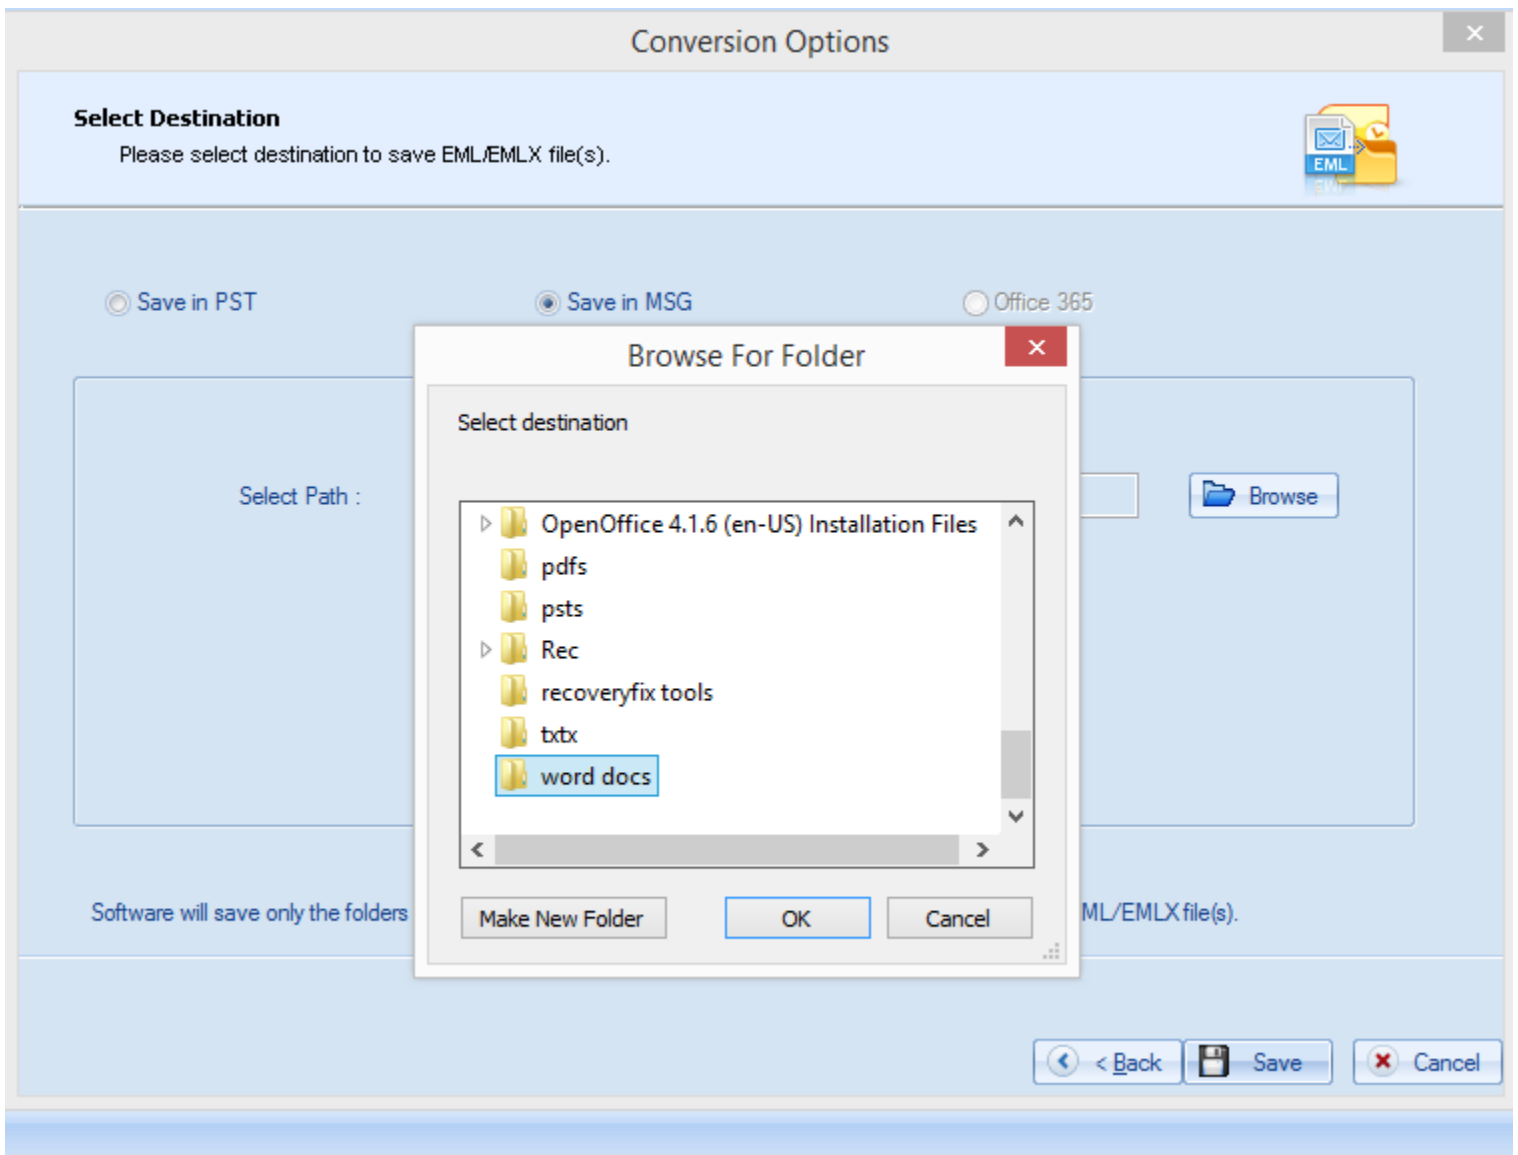 Conversion Options
Select Destination
Please select destination to save EML/EMLX file(s).
EML
Save in PST
Save in MSG
Office 365
Browse For Folder
Select destination
Select Path :
Browse
OpenOffice 4.1.6 (en-US) Installation Files
pdfs
psts
Rec
recoveryfix tools
txtx
word docs
Software will save only the folders
ML/EMLX file(s).
Make New Folder
OK
Cancel
< Back
Save
Cancel